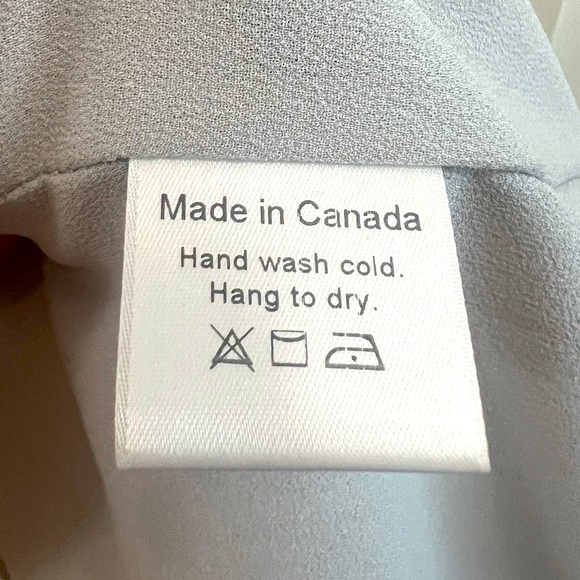 Made in Canada
Hand wash cold.
Hang to dry.